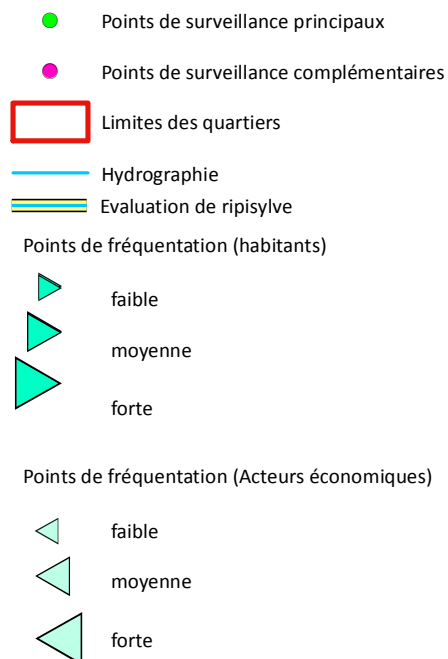 Points de surveillance principaux
Points de surveillance complémentaires
Limites des quartiers
Hydrographie
Evaluation de ripisylve
Points de fréquentation (habitants)
faible
moyenne
forte
Points de fréquentation (Acteurs économiques)
faible
moyenne
forte